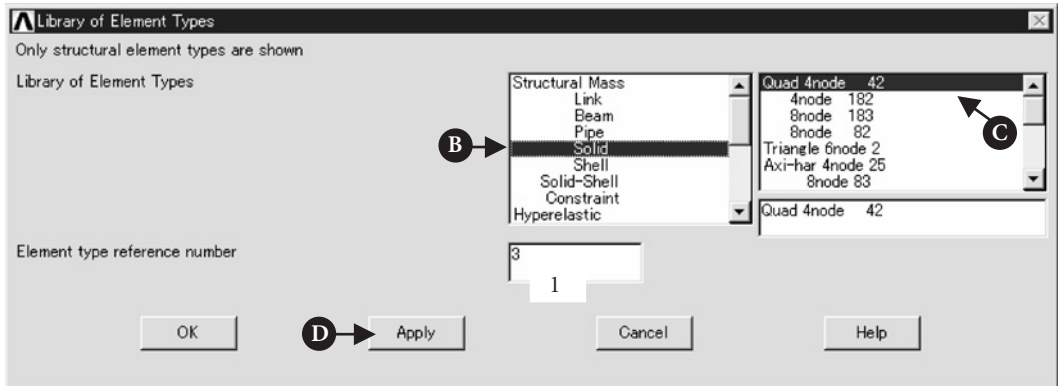 Library of Element Types
Only structural element types are shown
Library of Element Types
Structural Mass
Link
Beam
Pipe
Solid
Shell
Solid-Shell
Constraint
Hyperelastic
B
Quad 4node 42
4node 182
8node 183
8node 82
Triangle 6node 2
Axi-har 4node 25
8node 83
C
Quad 4node 42
Element type reference number
3
1
OK
D
Apply
Cancel
Help